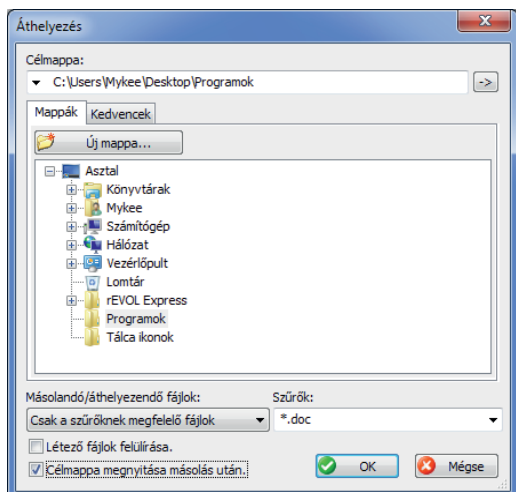 Áthelyezés
Célmappa:
C:\Users\Mykee\Desktop\Programok
->
Mappák Kedvencek
Új mappa...
Asztal
Könyvtárak
Mykee
Számítógép
Hálózat
Vezérlőpult
Lomtár
rEVOL Express
Programok
Tálca ikonok
Másolandó/áthelyezendő fájlok: Szűrők:
Csak a szűrőknek megfelelő fájlok *.doc
Létező fájlok felülírása.
Célmappa megnyitása másolás után. OK Mégse